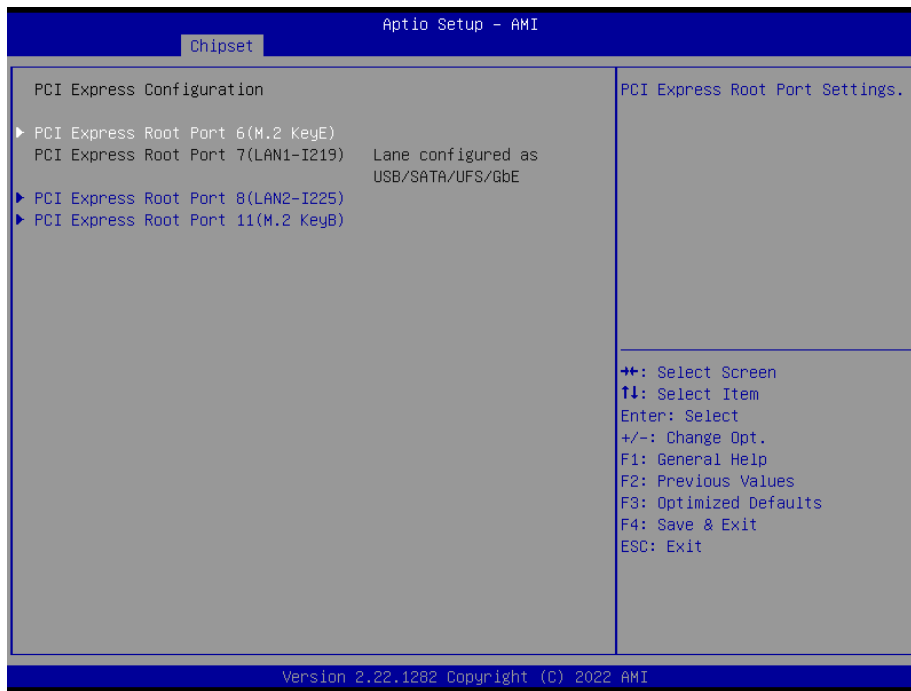 Aptio Setup – AMI
Chipset
PCI Express Configuration
PCI Express Root Port Settings.
▶ PCI Express Root Port 6(M.2 KeyE)
PCI Express Root Port 7(LAN1-I219) Lane configured as
USB/SATA/UFS/GbE
▶ PCI Express Root Port 8(LAN2-I225)
▶ PCI Express Root Port 11(M.2 KeyB)
→←: Select Screen
↑↓: Select Item
Enter: Select
+/-: Change Opt.
F1: General Help
F2: Previous Values
F3: Optimized Defaults
F4: Save & Exit
ESC: Exit
Version 2.22.1282 Copyright (C) 2022 AMI